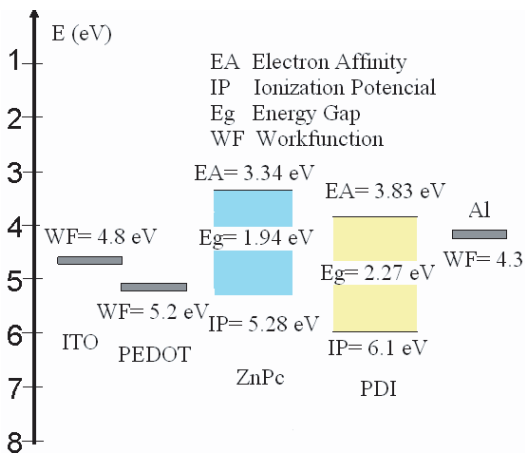 E (eV)
EA Electron Affinity
IP Ionization Potencial
Eg Energy Gap
WF Workfunction
1
2
3
4
5
6
7
8
WF= 4.8 eV
ITO
WF= 5.2 eV
PEDOT
EA= 3.34 eV
Eg= 1.94 eV
IP= 5.28 eV
ZnPc
EA= 3.83 eV
Eg= 2.27 eV
IP= 6.1 eV
PDI
Al
WF= 4.3